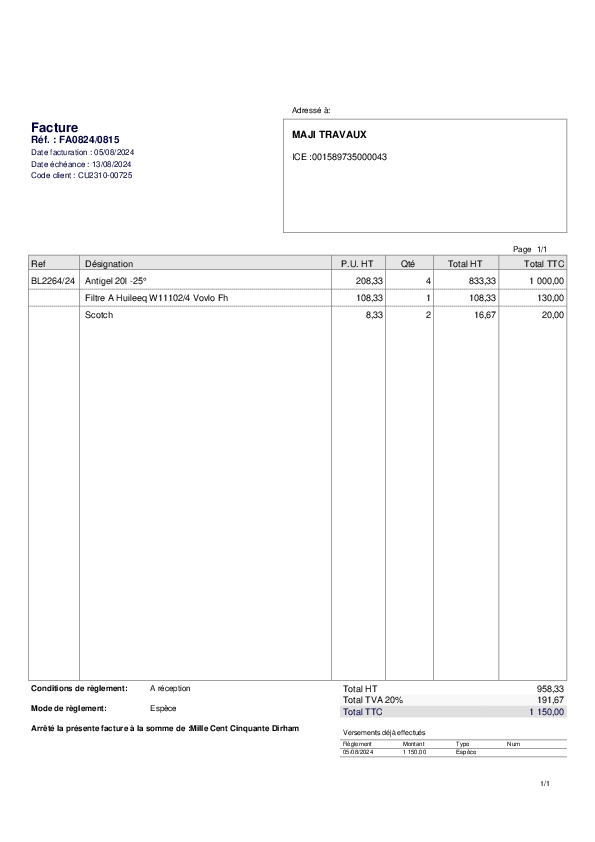 Adressé à:
Facture
Réf. : FA0824/0815
Date facturation : 05/08/2024
Date échéance : 13/08/2024
Code client : CU2310-00725
MAJI TRAVAUX
ICE :001589735000043
Page 1/1
Ref Désignation P.U. HT Qté Total HT Total TTC
BL2264/24 Antigel 20l -25° 208,33 4 833,33 1 000,00
Filtre A Huileeq W11102/4 Vovlo Fh 108,33 1 108,33 130,00
Scotch 8,33 2 16,67 20,00
Conditions de règlement: A réception
Mode de règlement: Espèce
Arrêté la présente facture à la somme de :Mille Cent Cinquante Dirham
Total HT 958,33
Total TVA 20% 191,67
Total TTC 1 150,00
Versements déjà effectués
Règlement Montant Type Num
05/08/2024 1 150,00 Espèce
1/1